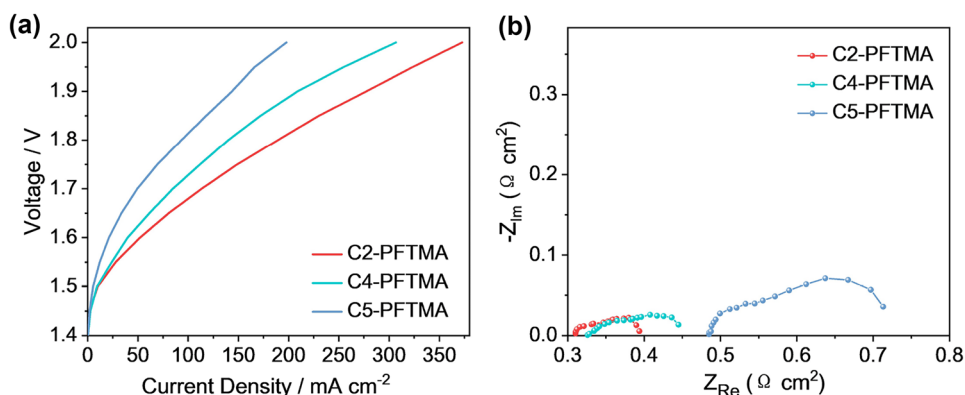 (a)
Voltage / V
2.0
1.9
1.8
1.7
1.6
1.5
1.4
0
50
100
150
200
250
300
350
Current Density / mA cm⁻²
C2-PFTMA
C4-PFTMA
C5-PFTMA
(b)
-Z_Im (Ω cm²)
0.3
0.2
0.1
0.0
0.3
0.4
0.5
0.6
0.7
0.8
Z_Re (Ω cm²)
C2-PFTMA
C4-PFTMA
C5-PFTMA